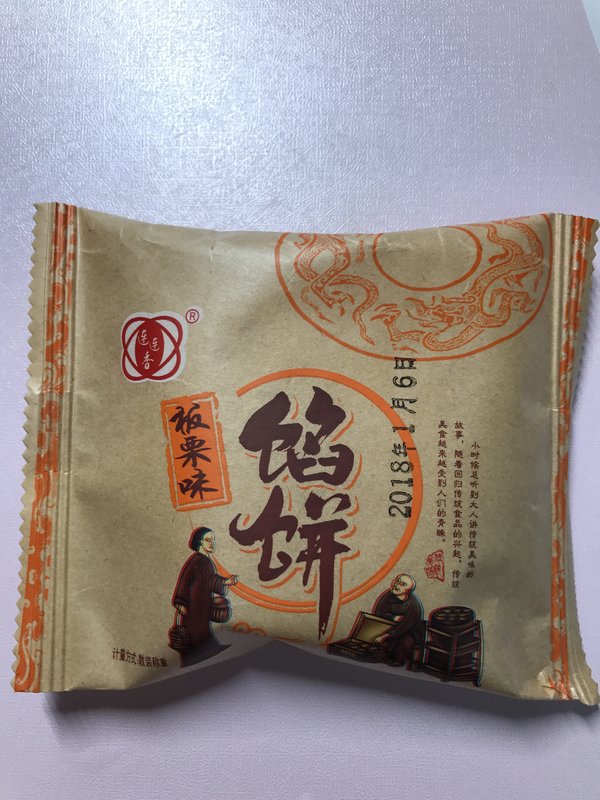 連連香
®
板栗味
馅饼
2018年1月6日
小时候总听到大人讲传统美味的
故事，随着回归传统食品的兴起，传统
美食越来越受到人们的青睐。
计量方式:散装称重